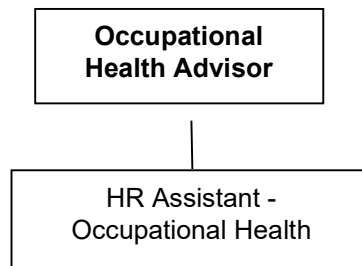 Occupational
Health Advisor
HR Assistant -
Occupational Health